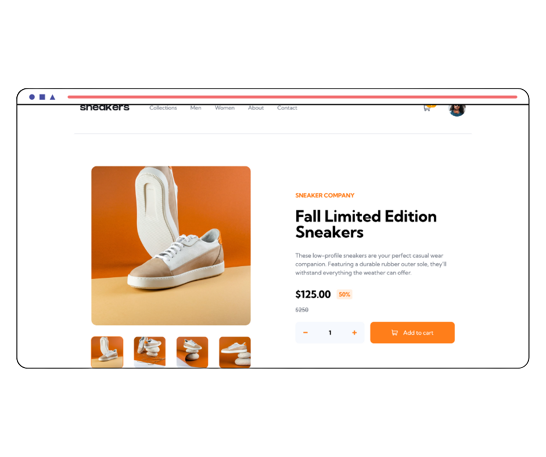 sneakers
Collections Men Women About Contact
SNEAKER COMPANY
Fall Limited Edition
Sneakers
These low-profile sneakers are your perfect casual wear
companion. Featuring a durable rubber outer sole, they'll
withstand everything the weather can offer
$125.00 50%
$250
− 1 +
Add to cart